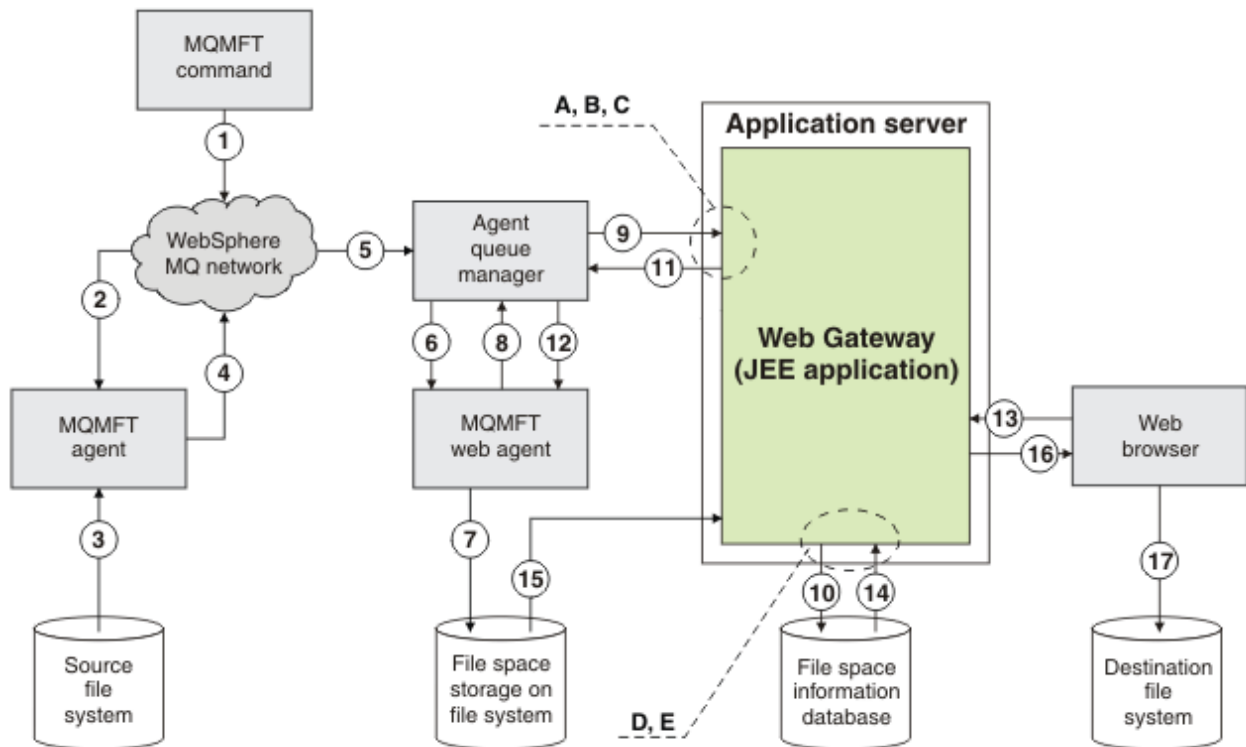 MQMFT
command
1
A, B, C
Application server
WebSphere
MQ network
5
Agent
queue
manager
9
11
2
4
6
8
12
Web Gateway
(JEE application)
MQMFT
agent
MQMFT
web agent
13
16
Web
browser
3
7
15
10
14
17
Source
file
system
File space
storage on
file system
D, E
File space
information
database
Destination
file
system